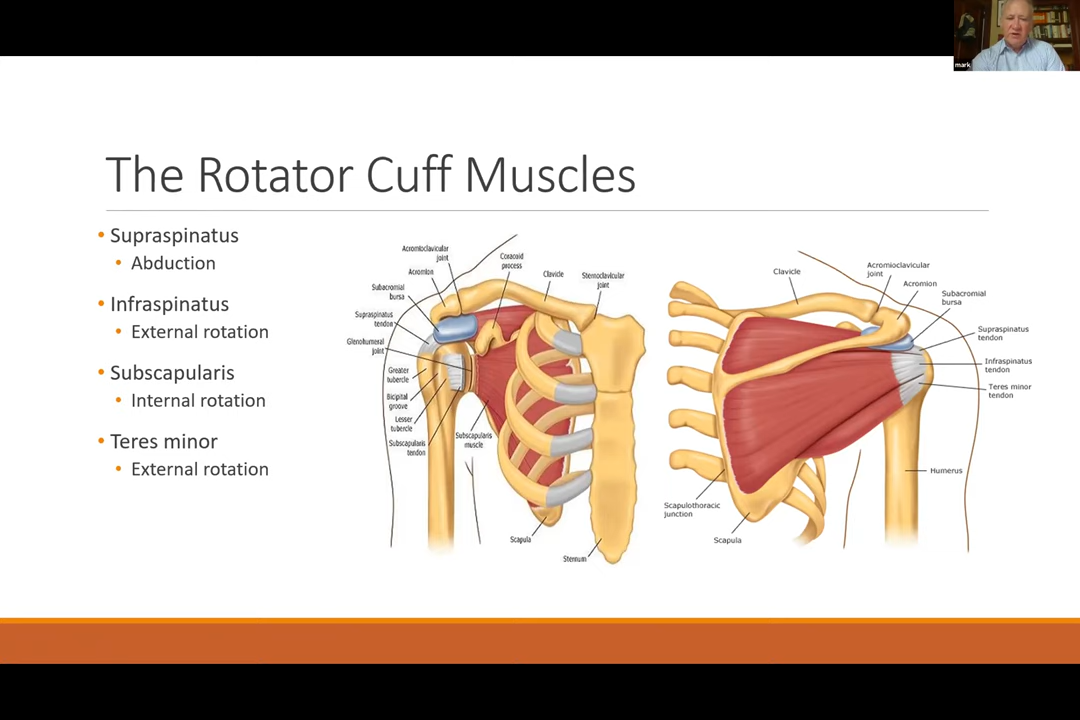 mark
The Rotator Cuff Muscles
• Supraspinatus
• Abduction
• Infraspinatus
• External rotation
• Subscapularis
• Internal rotation
• Teres minor
• External rotation
Acromioclavicular
joint
Coracoid
process
Acromion
Clavicle
Sternoclavicular
joint
Subacromial
bursa
Supraspinatus
tendon
Glenohumeral
joint
Greater
tubercle
Bicipital
groove
Lesser
tubercle
Subscapularis
tendon
Subscapularis
muscle
Scapula
Sternum
Clavicle
Acromioclavicular
joint
Acromion
Subacromial
bursa
Supraspinatus
tendon
Infraspinatus
tendon
Teres minor
tendon
Humerus
Scapulothoracic
junction
Scapula